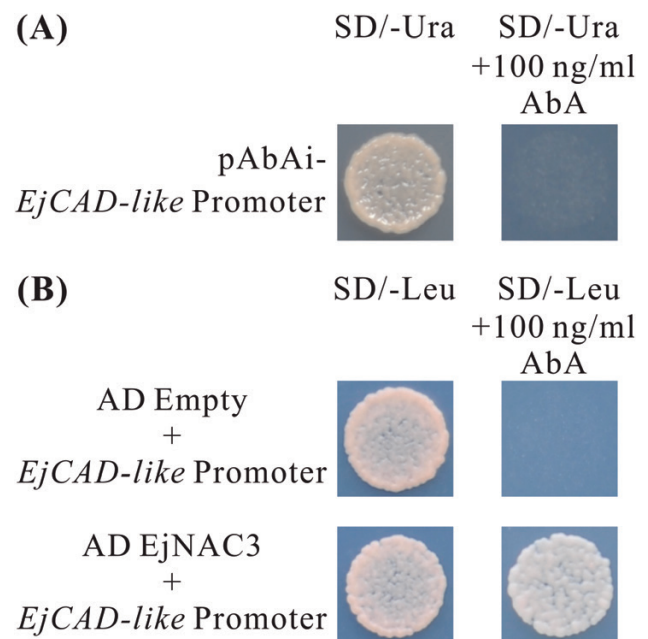 (A)
SD/-Ura
SD/-Ura
+100 ng/ml
AbA
pAbAi-
EjCAD-like Promoter
(B)
SD/-Leu
SD/-Leu
+100 ng/ml
AbA
AD Empty
+
EjCAD-like Promoter
AD EjNAC3
+
EjCAD-like Promoter